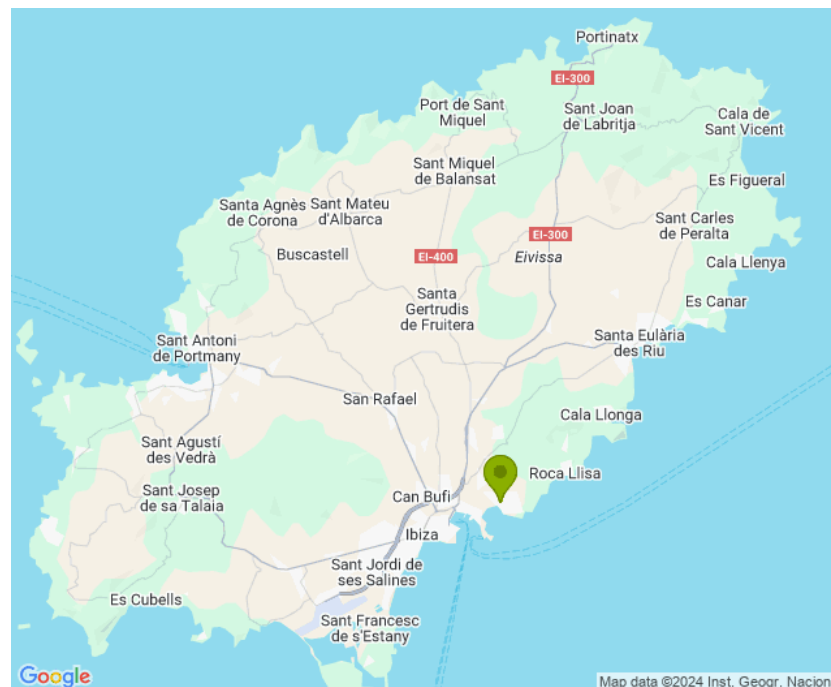 Portinatx
EI-300
Port de Sant
Miquel
Sant Joan
de Labritja
Cala de
Sant Vicent
Sant Miquel
de Balansat
Es Figueral
Santa Agnès
de Corona
Sant Mateu
d'Albarca
Sant Carles
de Peralta
EI-300
Buscastell
EI-400
Eivissa
Cala Llenya
Santa
Gertrudis
de Fruitera
Es Canar
Sant Antoni
de Portmany
Santa Eulària
des Riu
San Rafael
Cala Llonga
Sant Agustí
des Vedrà
Roca Llisa
Sant Josep
de sa Talaia
Can Bufi
Ibiza
Sant Jordi de
ses Salines
Es Cubells
Sant Francesc
de s'Estany
Google
Map data ©2024 Inst. Geogr. Nacion